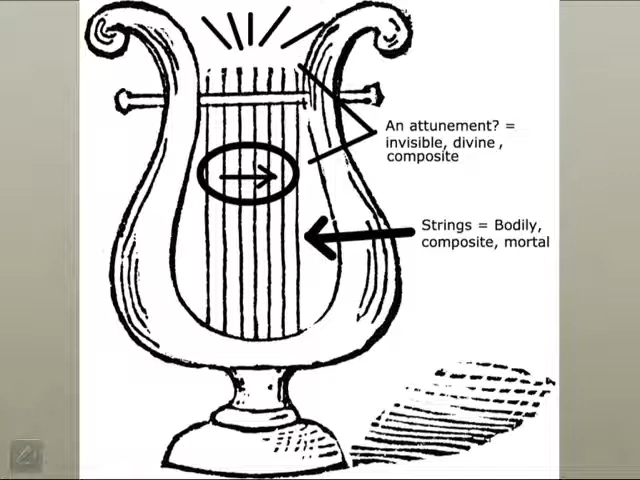 An attunement? =
invisible, divine ,
composite
Strings = Bodily,
composite, mortal